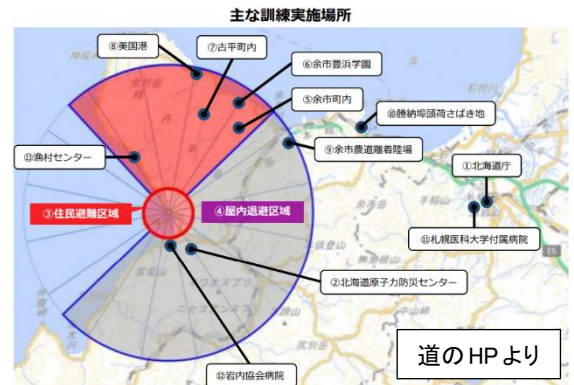 主な訓練実施場所
⑧美国港
⑦古平町内
⑥余市豊浜学園
⑤余市町内
⑩勝納埠頭荷さばき地
⑬漁村センター
⑨余市農道離着陸場
①北海道庁
③住民避難区域
④屋内退避区域
⑪札幌医科大学付属病院
E5
②北海道原子力防災センター
⑫岩内協会病院
道のHPより